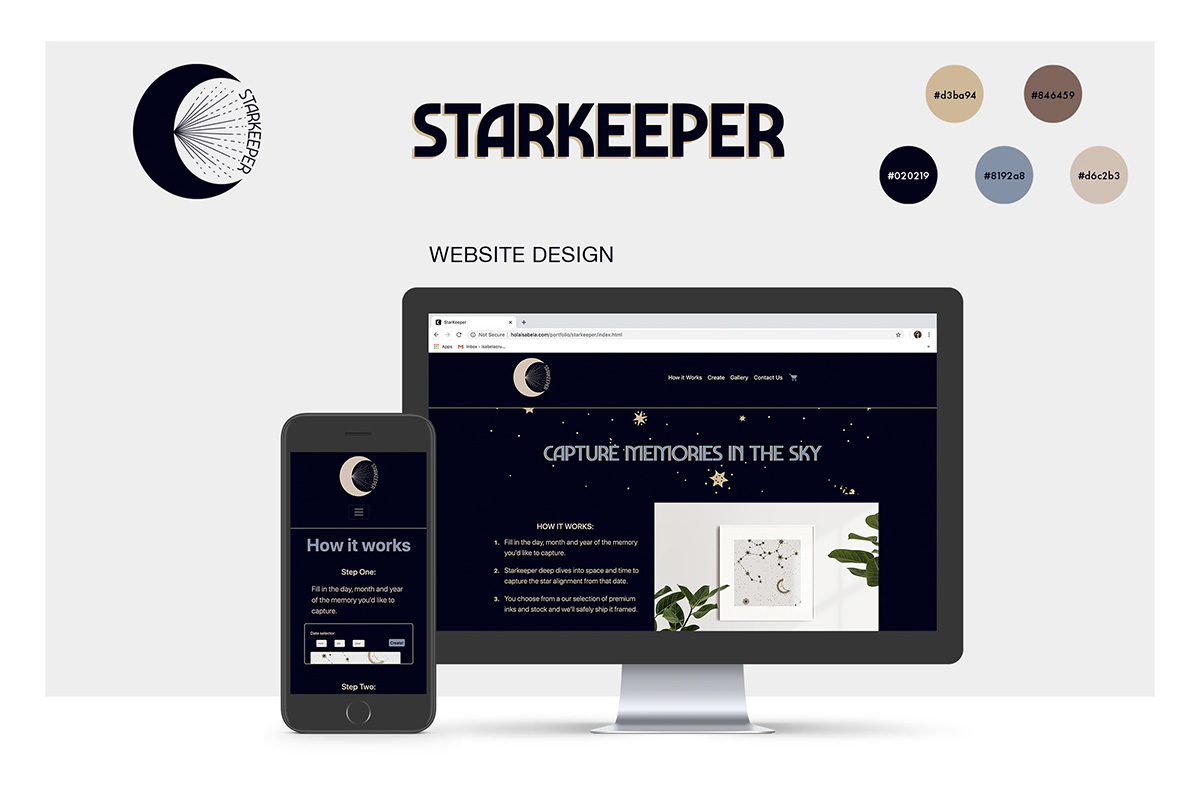 STARKEEPER
STARKEEPER
#d3ba94
#846459
#020219
#8192a8
#d6c2b3
WEBSITE DESIGN
StarKeeper
Not Secure | holaisabela.com/portfolio/starkeeper/index.html
Apps
Inbox - isabelacru...
STARKEEPER
How it Works
Create
Gallery
Contact Us
CAPTURE MEMORIES IN THE SKY
HOW IT WORKS:
1. Fill in the day, month and year of the memory
you'd like to capture.
2. Starkeeper deep dives into space and time to
capture the star alignment from that date.
3. You choose from a our selection of premium
inks and stock and we'll safely ship it framed.
STARKEEPER
How it works
Step One:
Fill in the day, month and year
of the memory you'd like to
capture.
Date selector:
Create!
Step Two: